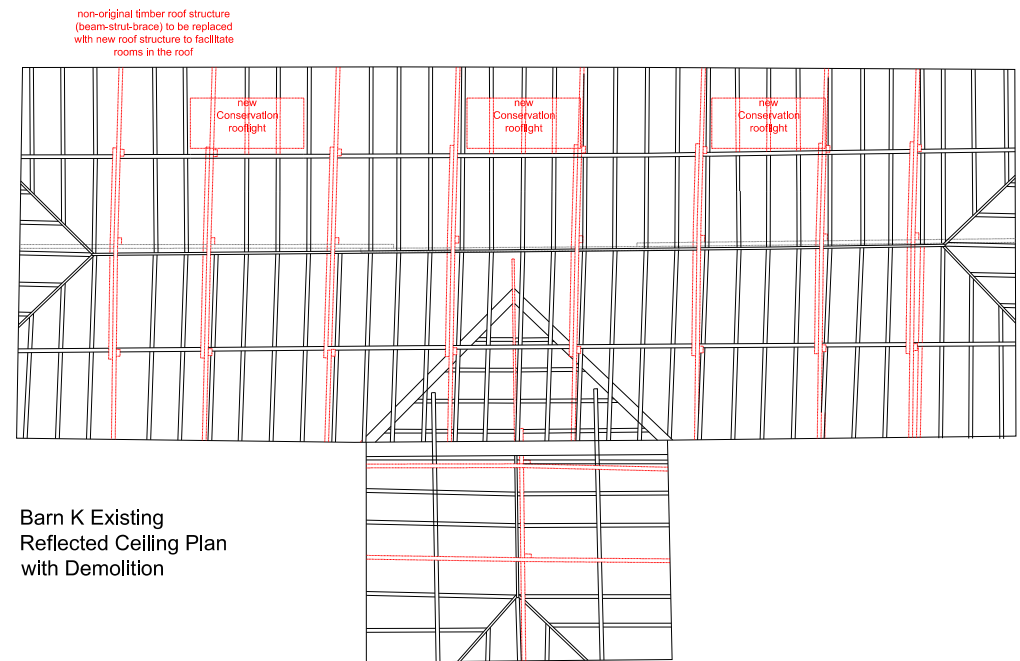 non-original timber roof structure
(beam-strut-brace) to be replaced
with new roof structure to facilitate
rooms in the roof
new
Conservation
rooflight
new
Conservation
rooflight
new
Conservation
rooflight
Barn K Existing
Reflected Ceiling Plan
with Demolition